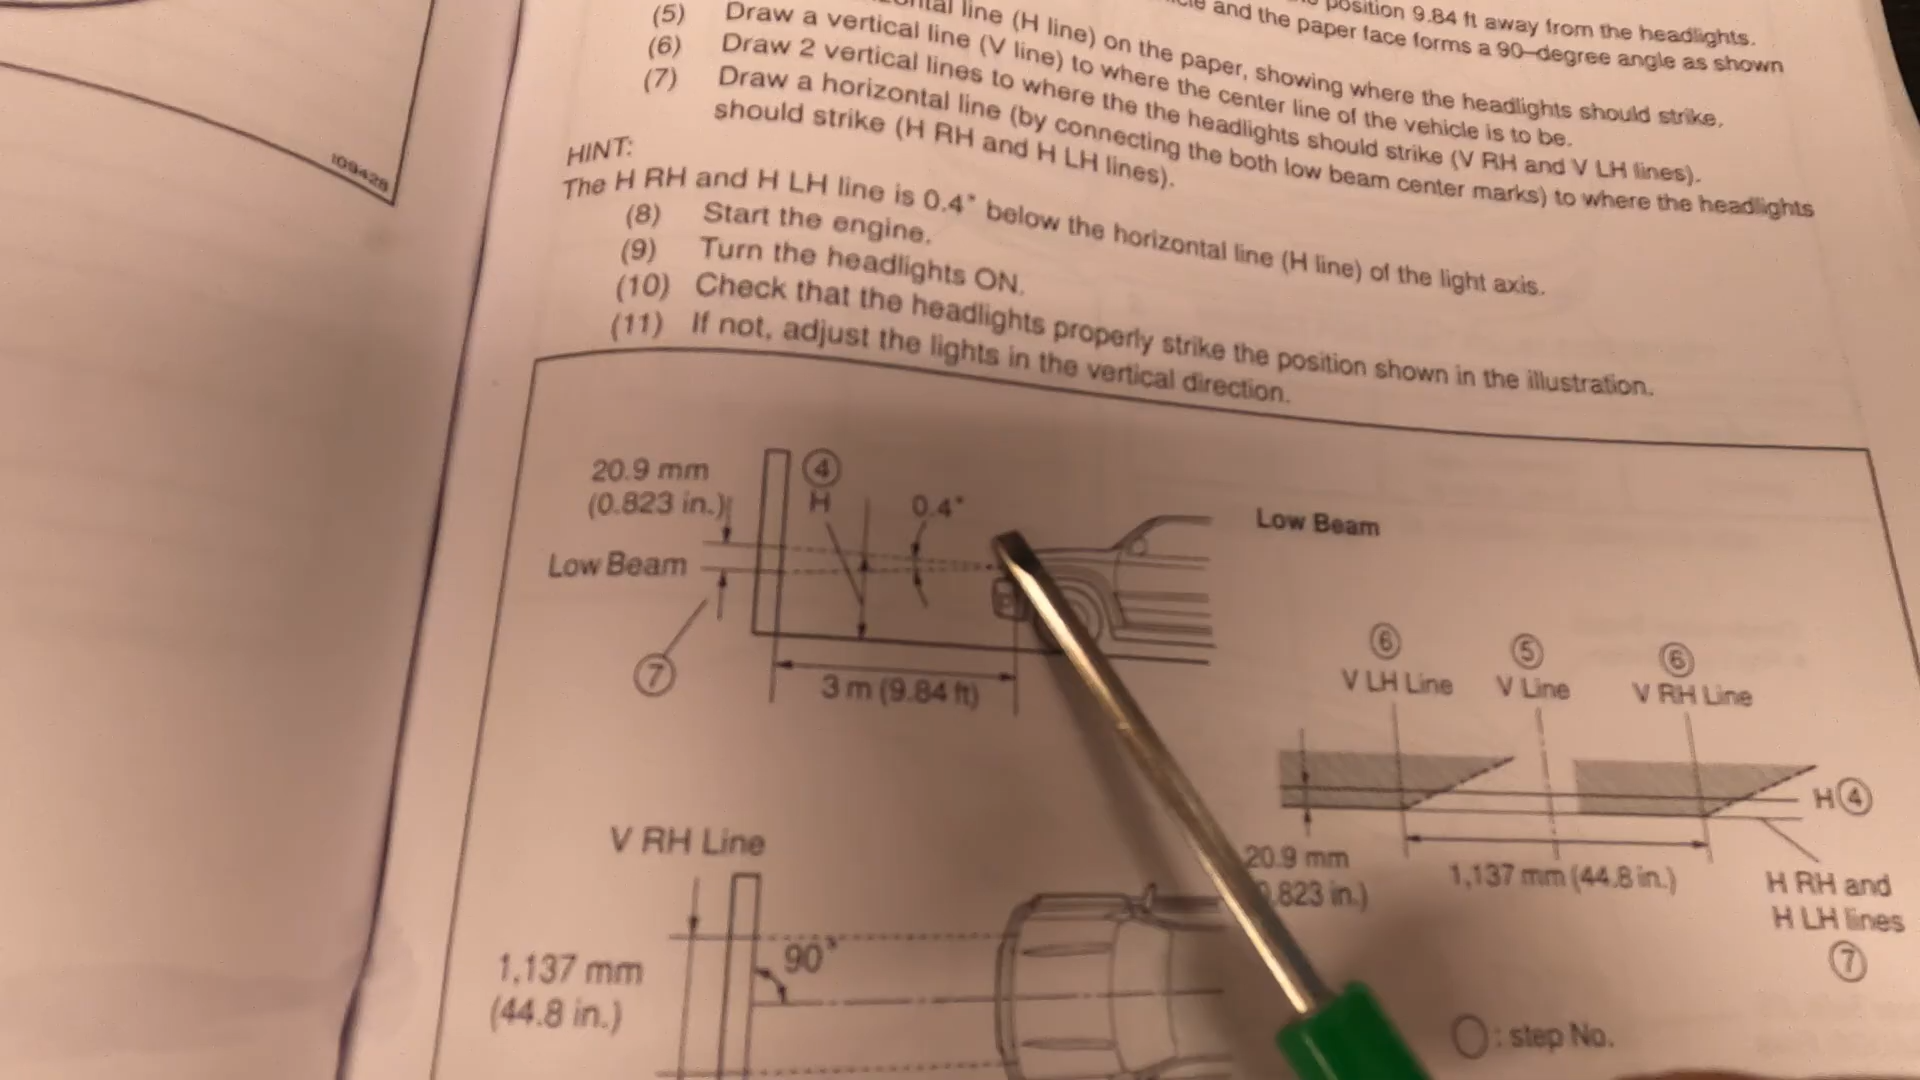 position 9.84 ft away from the headlights.
and the paper face forms a 90–degree angle as shown
line (H line) on the paper, showing where the headlights should strike.
(5) Draw a vertical line (V line) to where the center line of the vehicle is to be.
(6) Draw 2 vertical lines to where the the headlights should strike (V RH and V LH lines).
(7) Draw a horizontal line (by connecting the both low beam center marks) to where the headlights
should strike (H RH and H LH lines).
HINT:
The H RH and H LH line is 0.4° below the horizontal line (H line) of the light axis.
(8) Start the engine.
(9) Turn the headlights ON.
(10) Check that the headlights properly strike the position shown in the illustration.
(11) If not, adjust the lights in the vertical direction.
I09428
20.9 mm
(0.823 in.)
4
H
0.4°
Low Beam
Low Beam
7
3 m (9.84 ft)
6
5
6
V LH Line
V Line
V RH Line
H 4
20.9 mm
.823 in.)
1,137 mm (44.8 in.)
H RH and
H LH lines
7
V RH Line
90°
1,137 mm
(44.8 in.)
: step No.